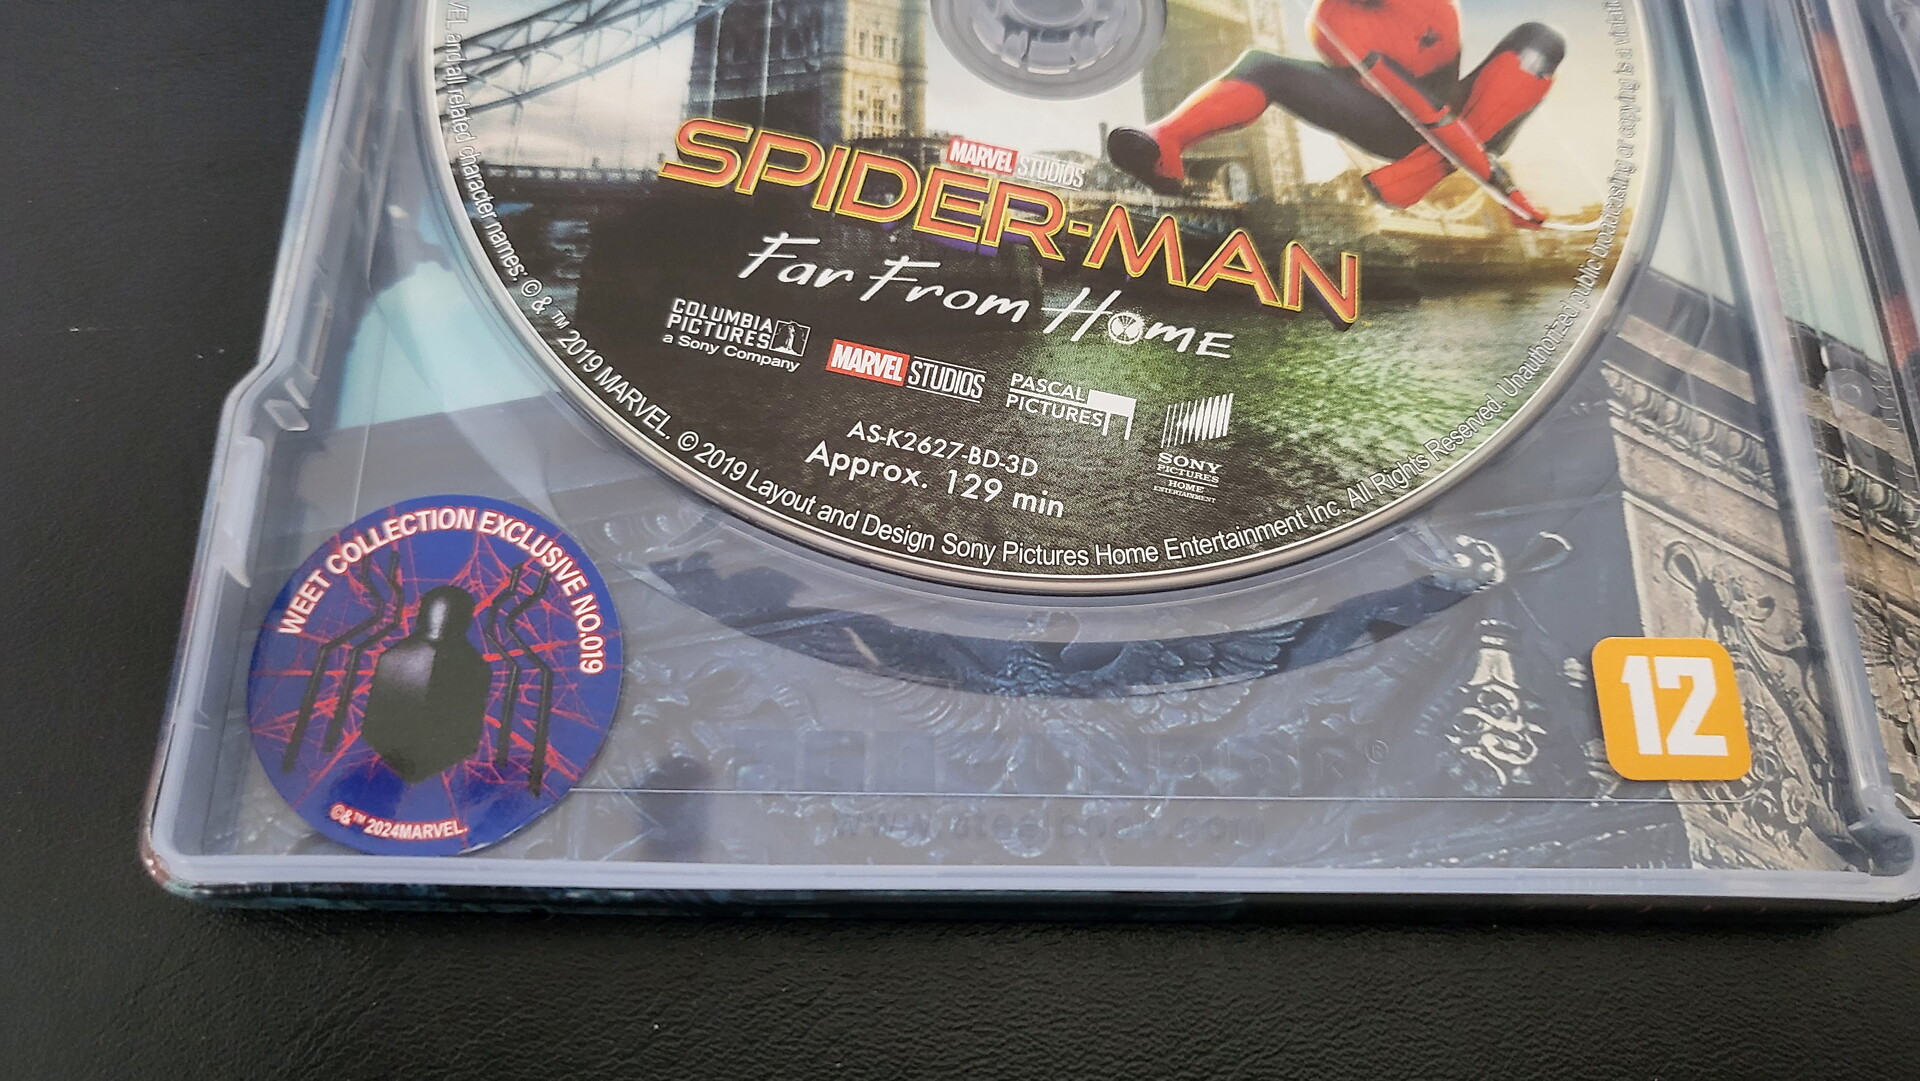 VEL and all related character names: © & ™ 2019 MARVEL. © 2019 Layout and Design Sony Pictures Home Entertainment Inc. All Rights Reserved. Unauthorized public broadcasting or copying is a
MARVEL STUDIOS
SPIDER-MAN
Far From Home
COLUMBIA
PICTURES
a Sony Company
MARVEL STUDIOS
PASCAL
PICTURES
SONY
PICTURES
HOME
ENTERTAINMENT
AS-K2627-BD-3D
Approx. 129 min
WEET COLLECTION EXCLUSIVE NO.019
©&™ 2024MARVEL.
12